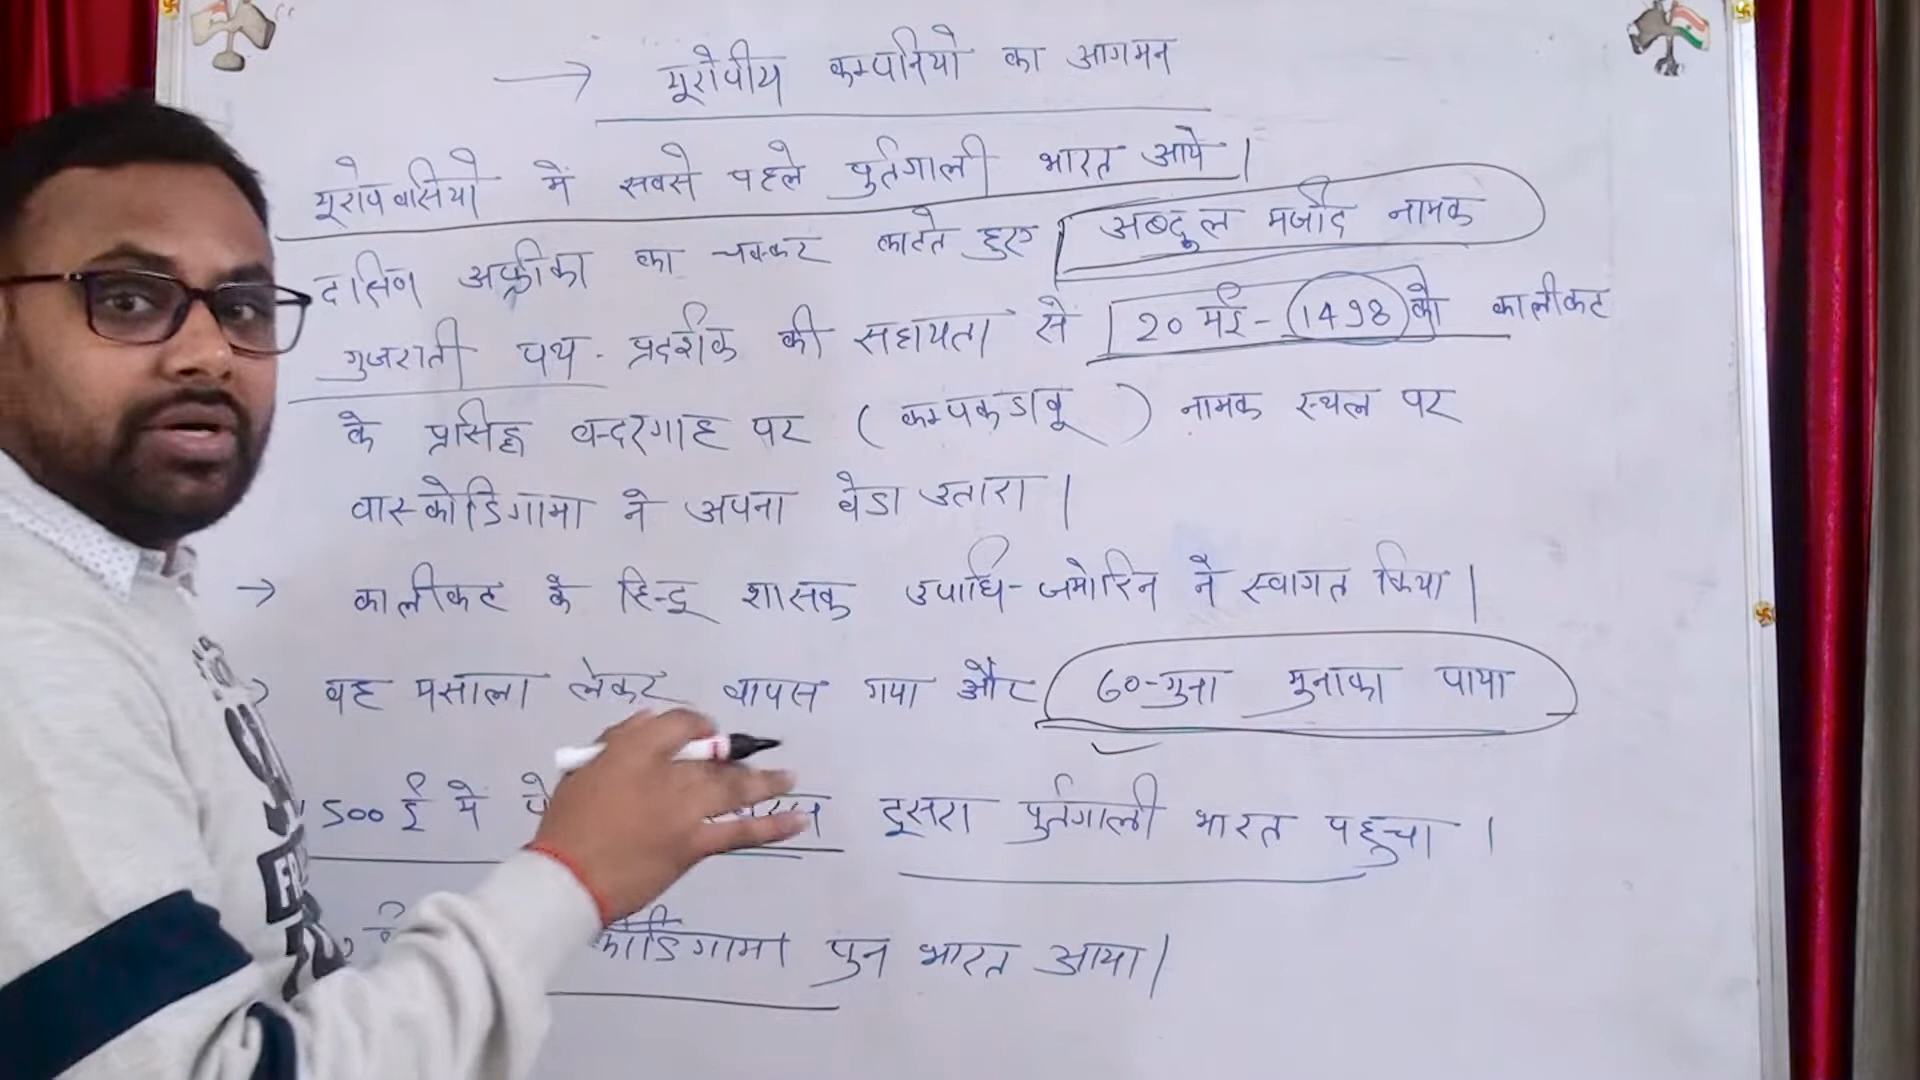 → यूरोपीय कम्पनियो का आगमन
यूरोपवासियो में सबसे पहले पुर्तगाली भारत आये।
दक्षिण अफ्रीका का चक्कर काटते हुए अब्दुल मजीद नामक
गुजराती पथ-प्रदर्शक की सहायता से 20 मई-1498 को कालीकट
के प्रसिद्ध बन्दरगाह पर (कम्पकडाबू) नामक स्थल पर
वास्कोडिगामा ने अपना बेडा उतारा।
→ कालीकट के हिन्दू शासक उपाधि-जमोरिन ने स्वागत किया।
वह मसाला लेकर वापस गया और 60-गुना मुनाफा पाया
1500 ई में दूसरा पुर्तगाली भारत पहुचा।
कोडिगामा पुन भारत आया।
FR